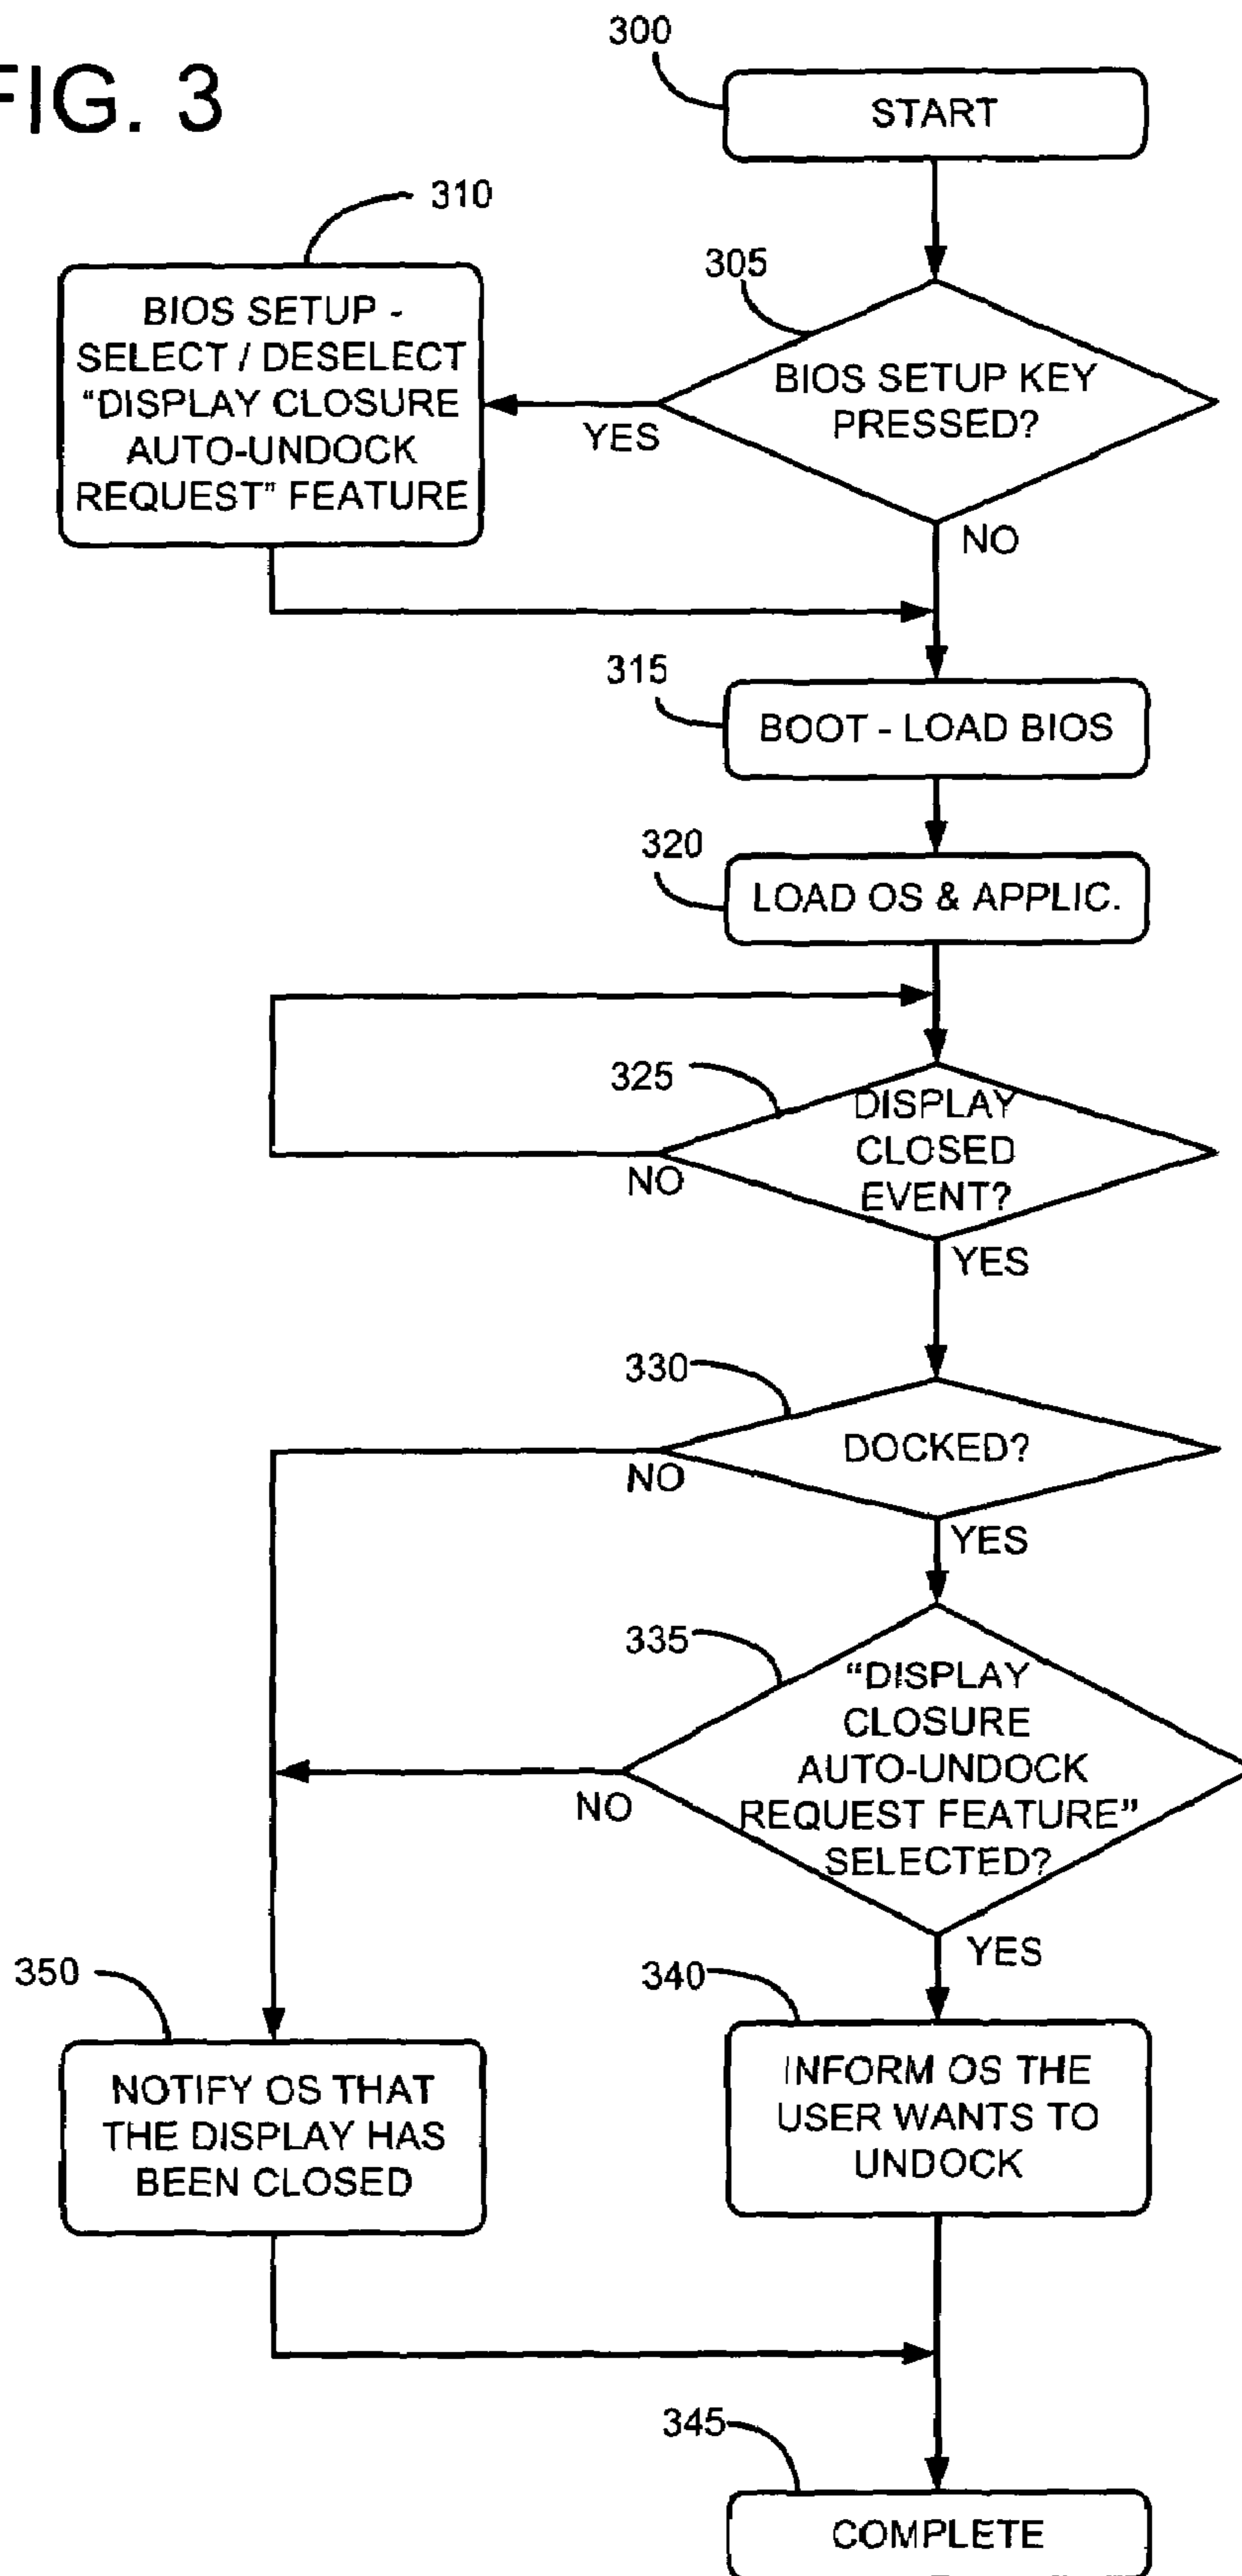 FIG. 3
300
START
305
BIOS SETUP KEY
PRESSED?
YES
NO
310
BIOS SETUP -
SELECT / DESELECT
“DISPLAY CLOSURE
AUTO-UNDOCK
REQUEST” FEATURE
315
BOOT - LOAD BIOS
320
LOAD OS & APPLIC.
325
DISPLAY
CLOSED
EVENT?
NO
YES
330
DOCKED?
NO
YES
335
“DISPLAY
CLOSURE
AUTO-UNDOCK
REQUEST FEATURE”
SELECTED?
NO
YES
350
NOTIFY OS THAT
THE DISPLAY HAS
BEEN CLOSED
340
INFORM OS THE
USER WANTS TO
UNDOCK
345
COMPLETE